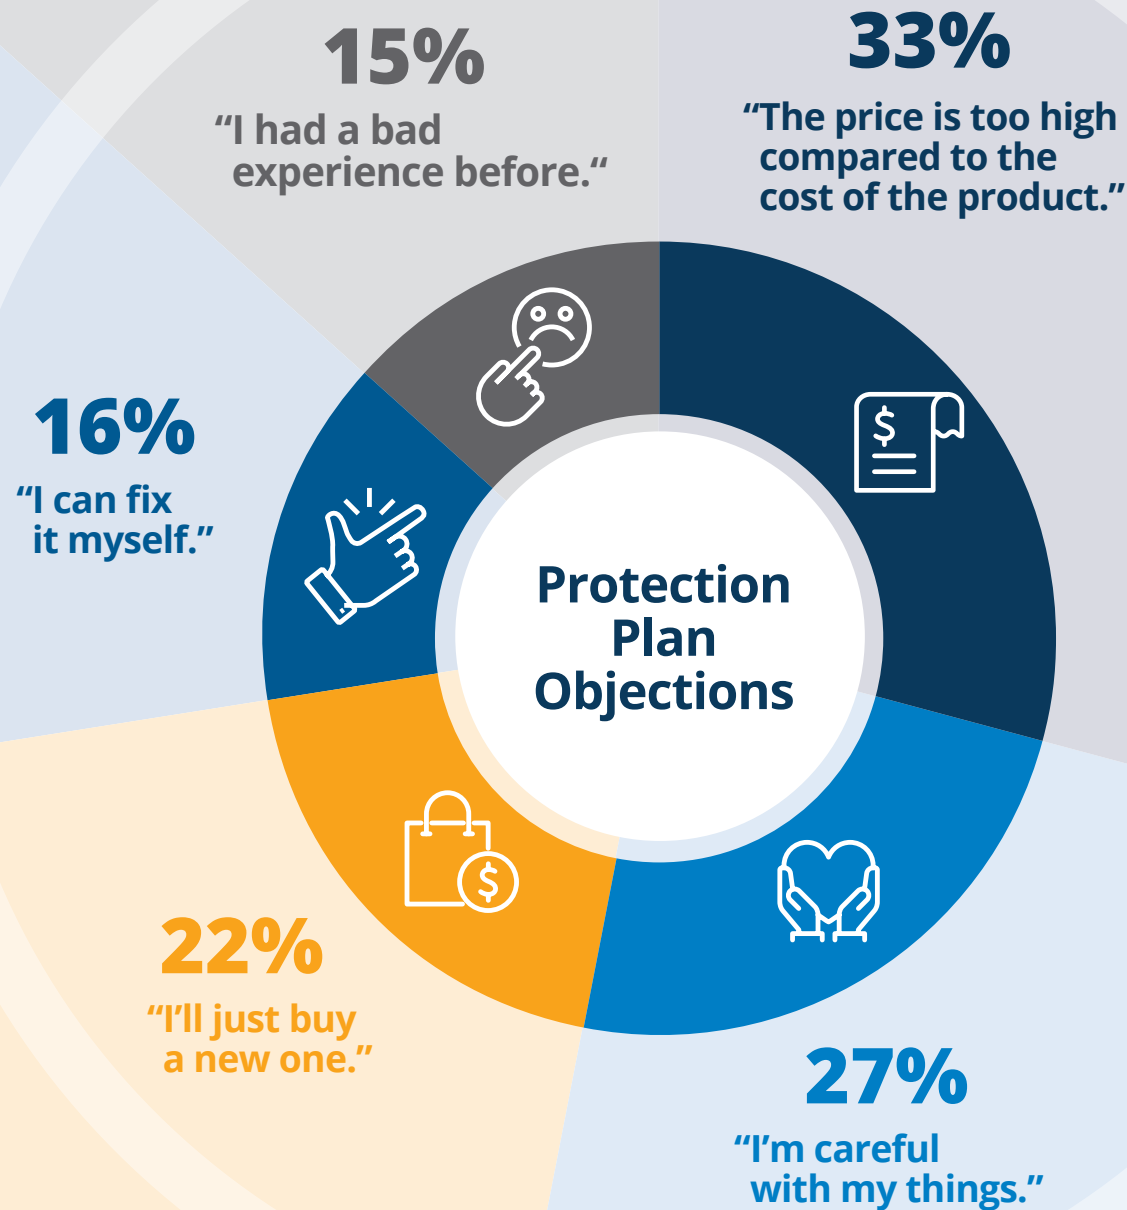 15%
“I had a bad
experience before.“
33%
“The price is too high
compared to the
cost of the product.”
16%
“I can fix
it myself.”
$
Protection
Plan
Objections
$
22%
“I’ll just buy
a new one.”
27%
“I’m careful
with my things.”